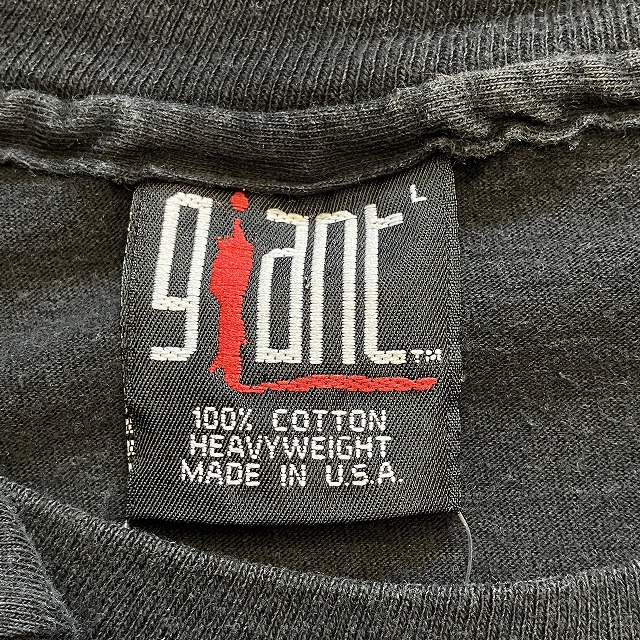 giant L
™
100% COTTON
HEAVYWEIGHT
MADE IN U.S.A.